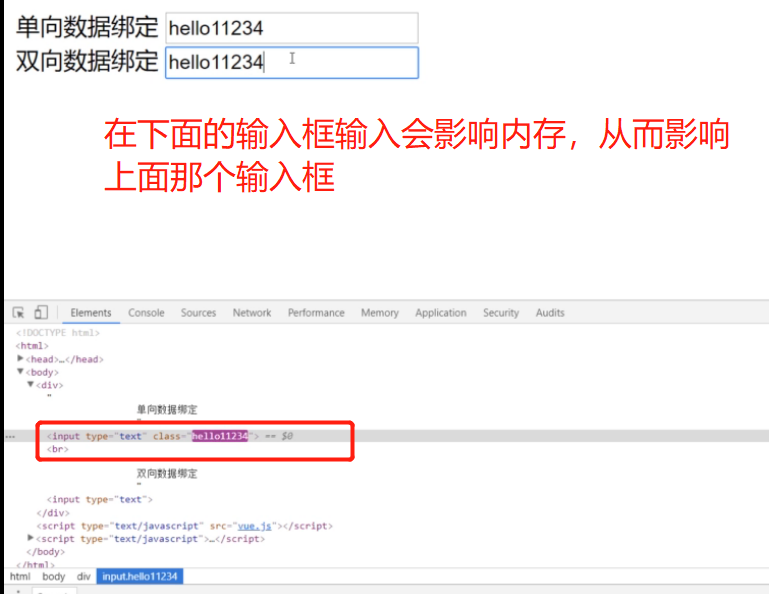 单向数据绑定 hello11234
双向数据绑定 hello11234
在下面的输入框输入会影响内存，从而影响
上面那个输入框
Elements Console Sources Network Performance Memory Application Security Audits
<!DOCTYPE html>
<html>
<head>…</head>
<body>
<div>
"
单向数据绑定
"
<input type="text" class="hello11234"> == $0
<br>
"
双向数据绑定
"
<input type="text">
</div>
<script type="text/javascript" src="vue.js"></script>
<script type="text/javascript">…</script>
</body>
</html>
html body div input.hello11234